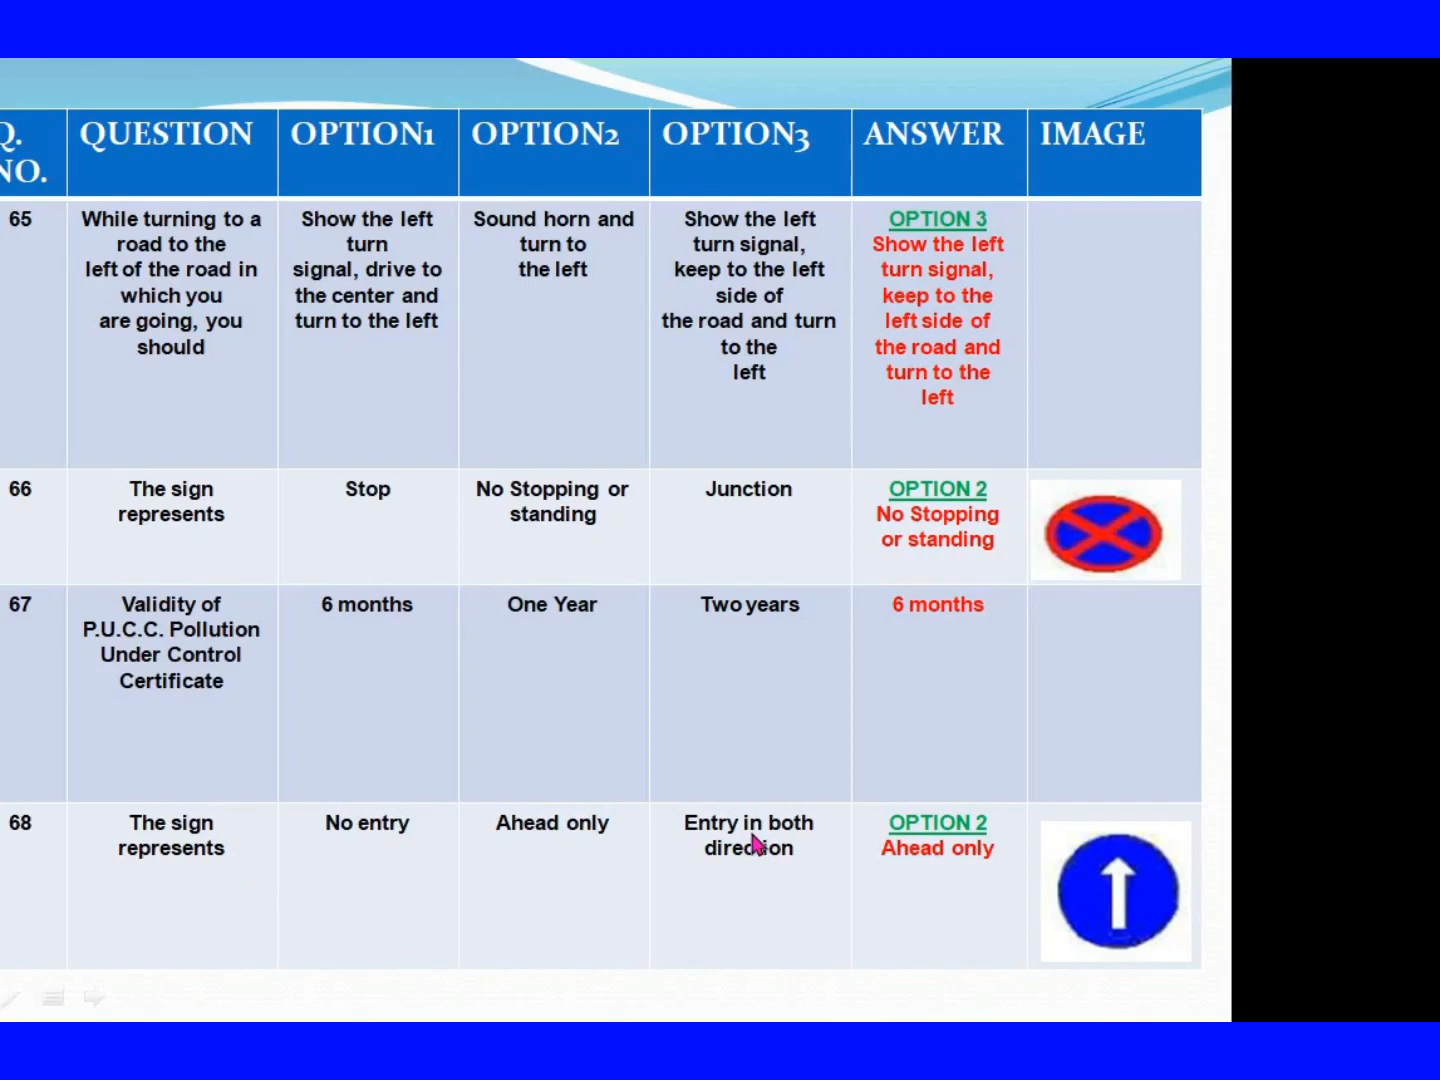 Q.
NO.
QUESTION
OPTION1
OPTION2
OPTION3
ANSWER
IMAGE
65
While turning to a
road to the
left of the road in
which you
are going, you
should
Show the left
turn
signal, drive to
the center and
turn to the left
Sound horn and
turn to
the left
Show the left
turn signal,
keep to the left
side of
the road and turn
to the
left
OPTION 3
Show the left
turn signal,
keep to the
left side of
the road and
turn to the
left
66
The sign
represents
Stop
No Stopping or
standing
Junction
OPTION 2
No Stopping
or standing
67
Validity of
P.U.C.C. Pollution
Under Control
Certificate
6 months
One Year
Two years
6 months
68
The sign
represents
No entry
Ahead only
Entry in both
direction
OPTION 2
Ahead only